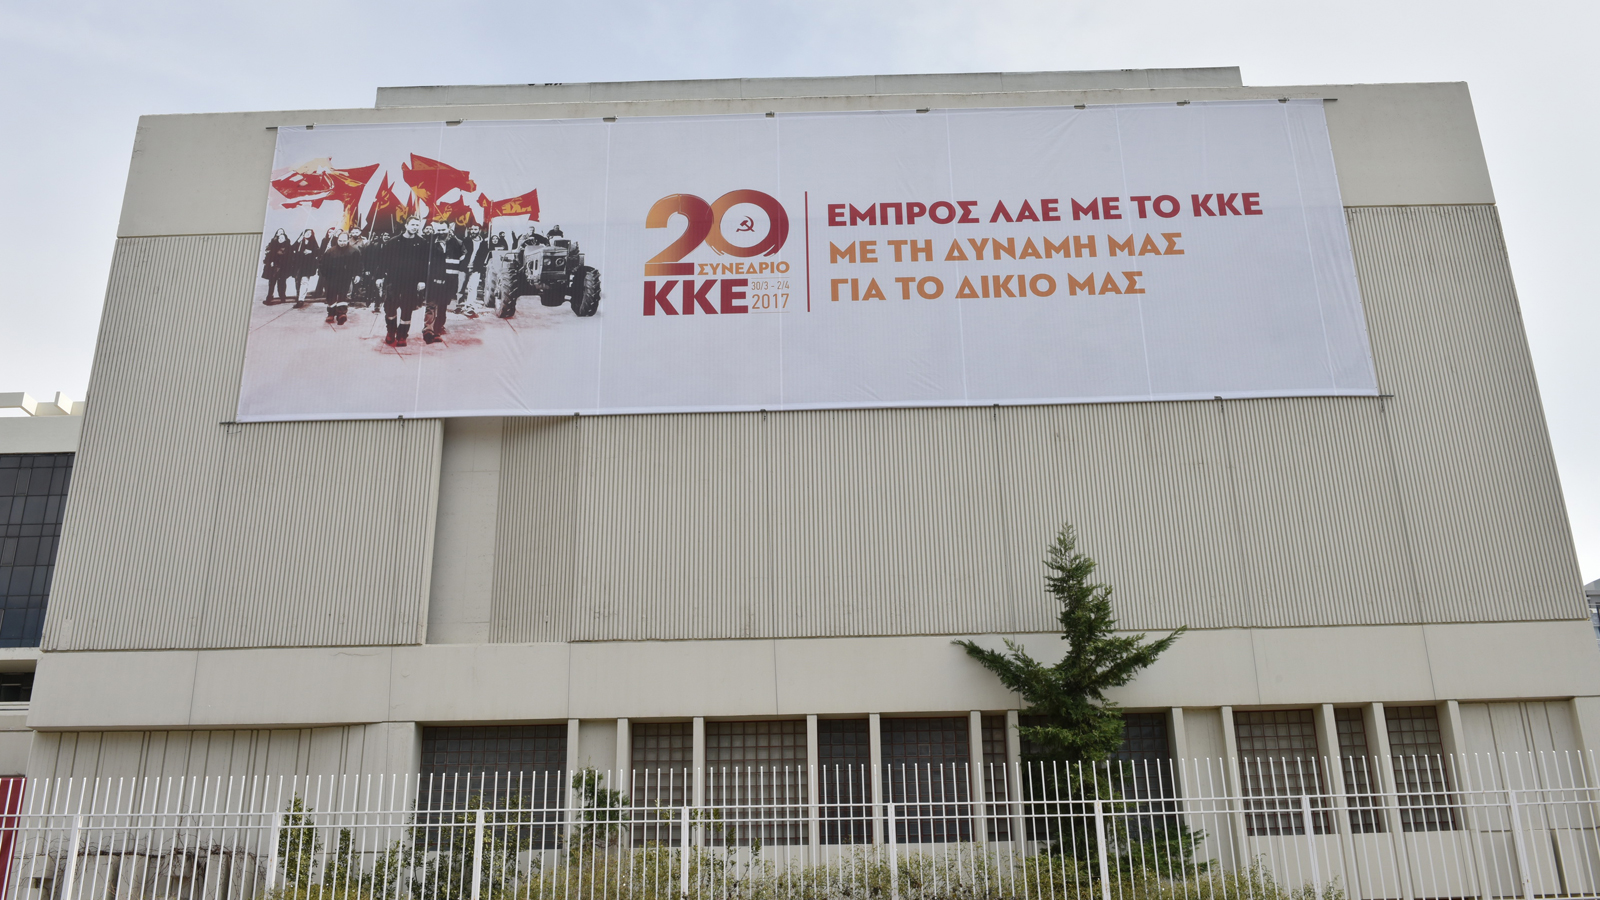 20
ΣΥΝΕΔΡΙΟ
ΚΚΕ
30/3 - 2/4
2017
ΕΜΠΡΟΣ ΛΑΕ ΜΕ ΤΟ ΚΚΕ
ΜΕ ΤΗ ΔΥΝΑΜΗ ΜΑΣ
ΓΙΑ ΤΟ ΔΙΚΙΟ ΜΑΣ